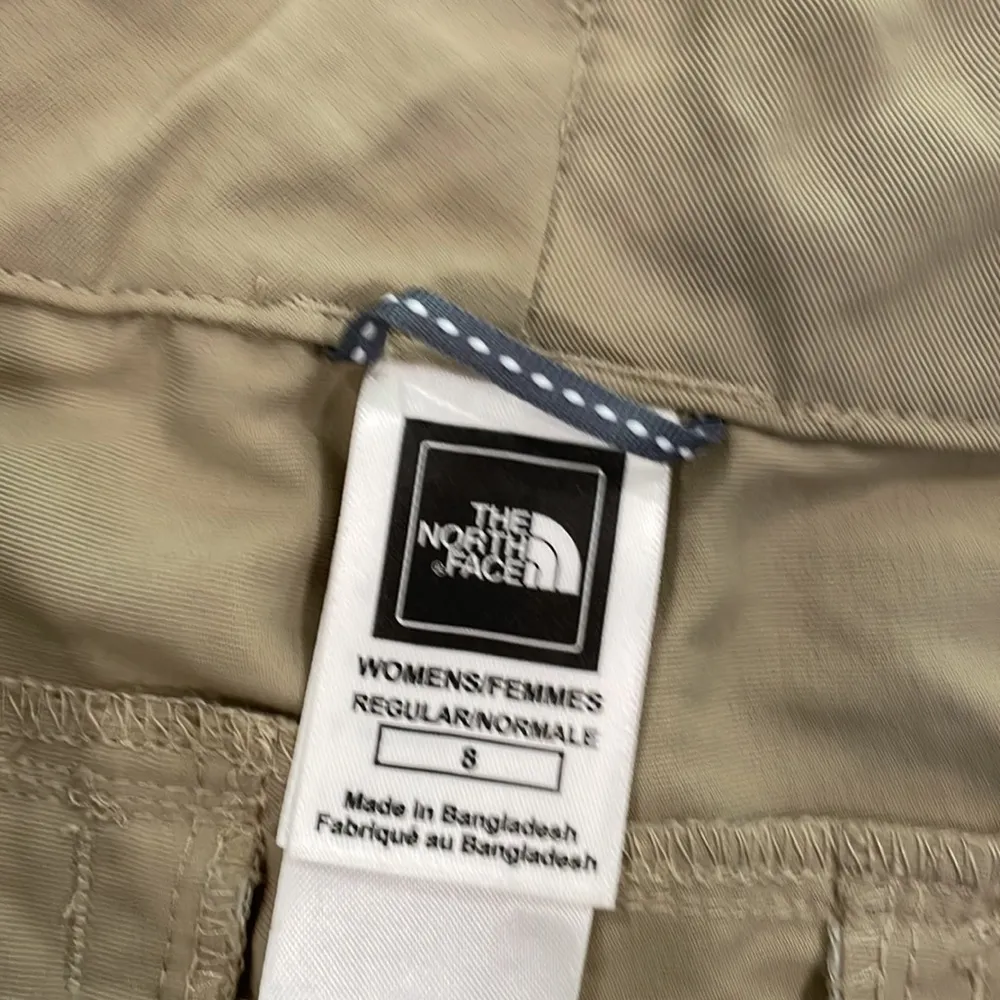 THE
NORTH
®FACE
WOMENS/FEMMES
REGULAR/NORMALE
8
Made in Bangladesh
Fabriqué au Bangladesh